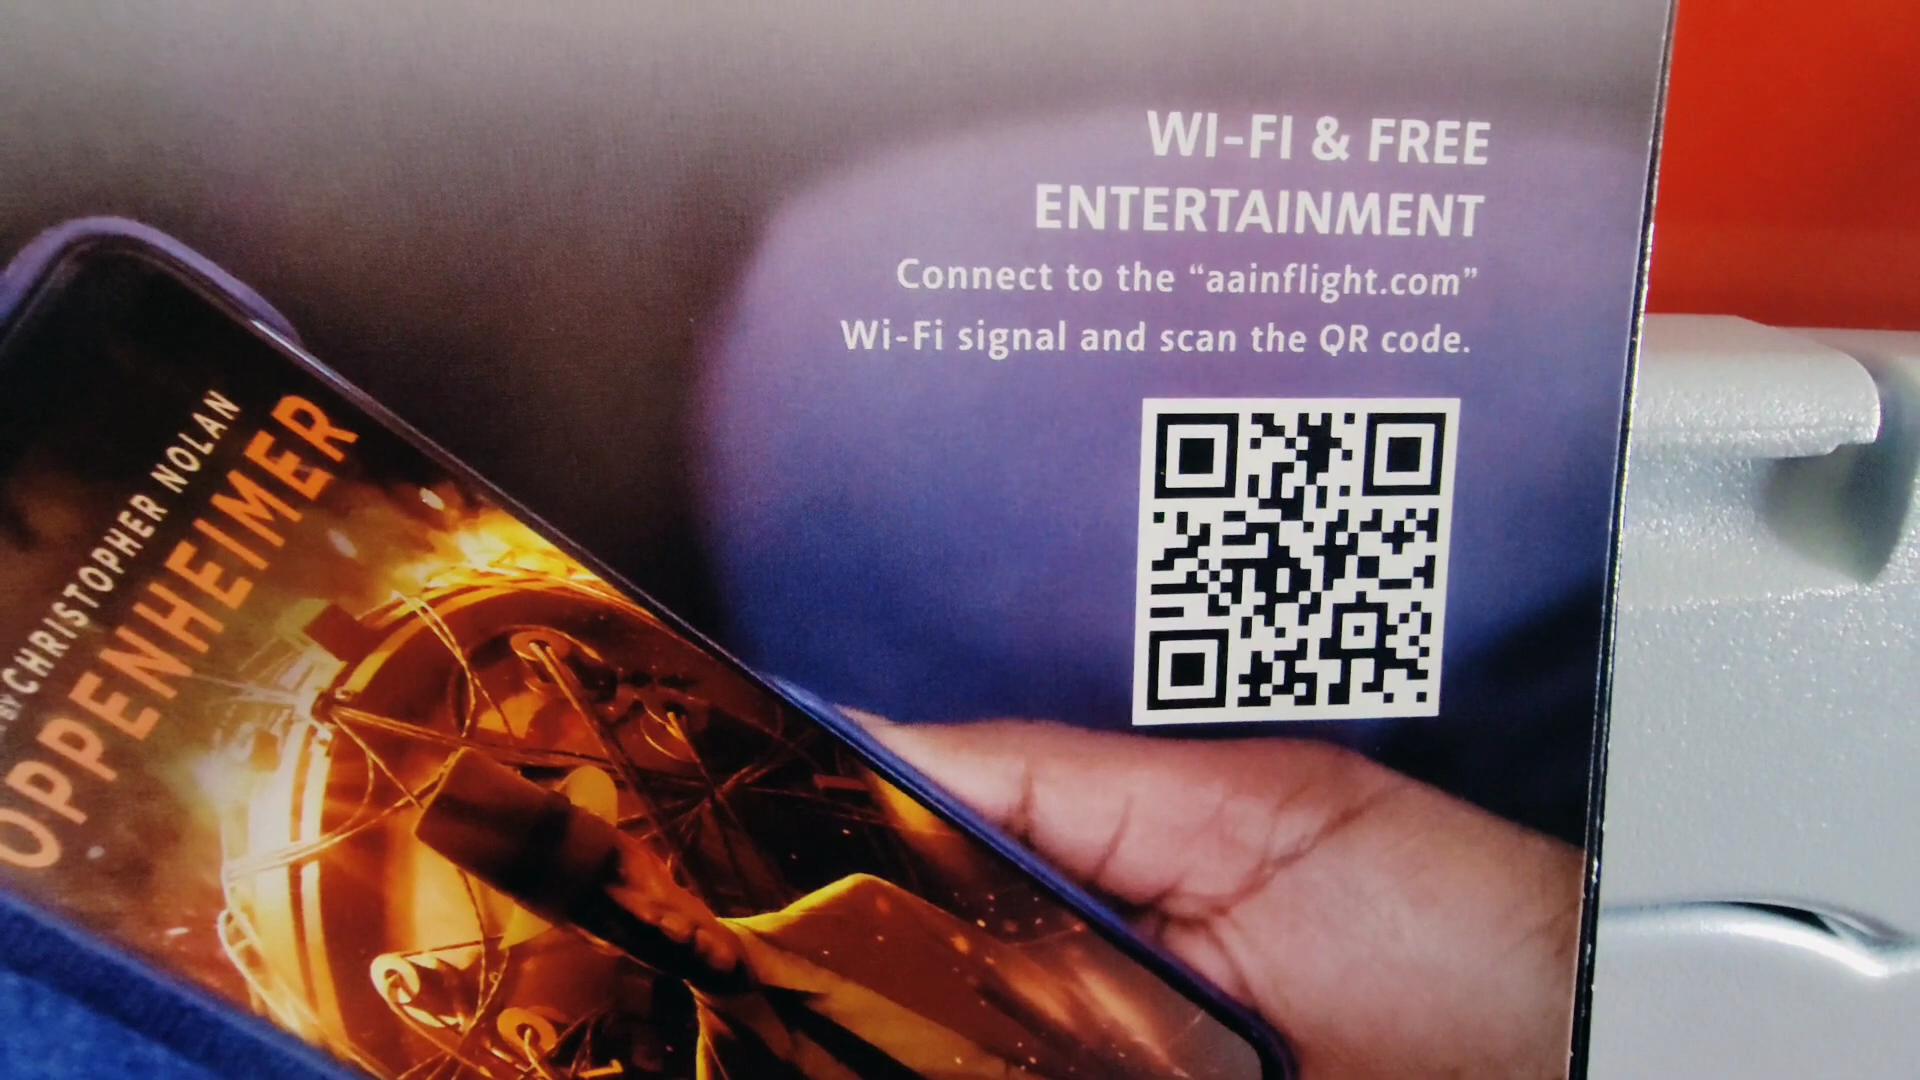 WI-FI & FREE
ENTERTAINMENT
Connect to the “aainflight.com”
Wi-Fi signal and scan the QR code.
BY CHRISTOPHER NOLAN
OPPENHEIMER